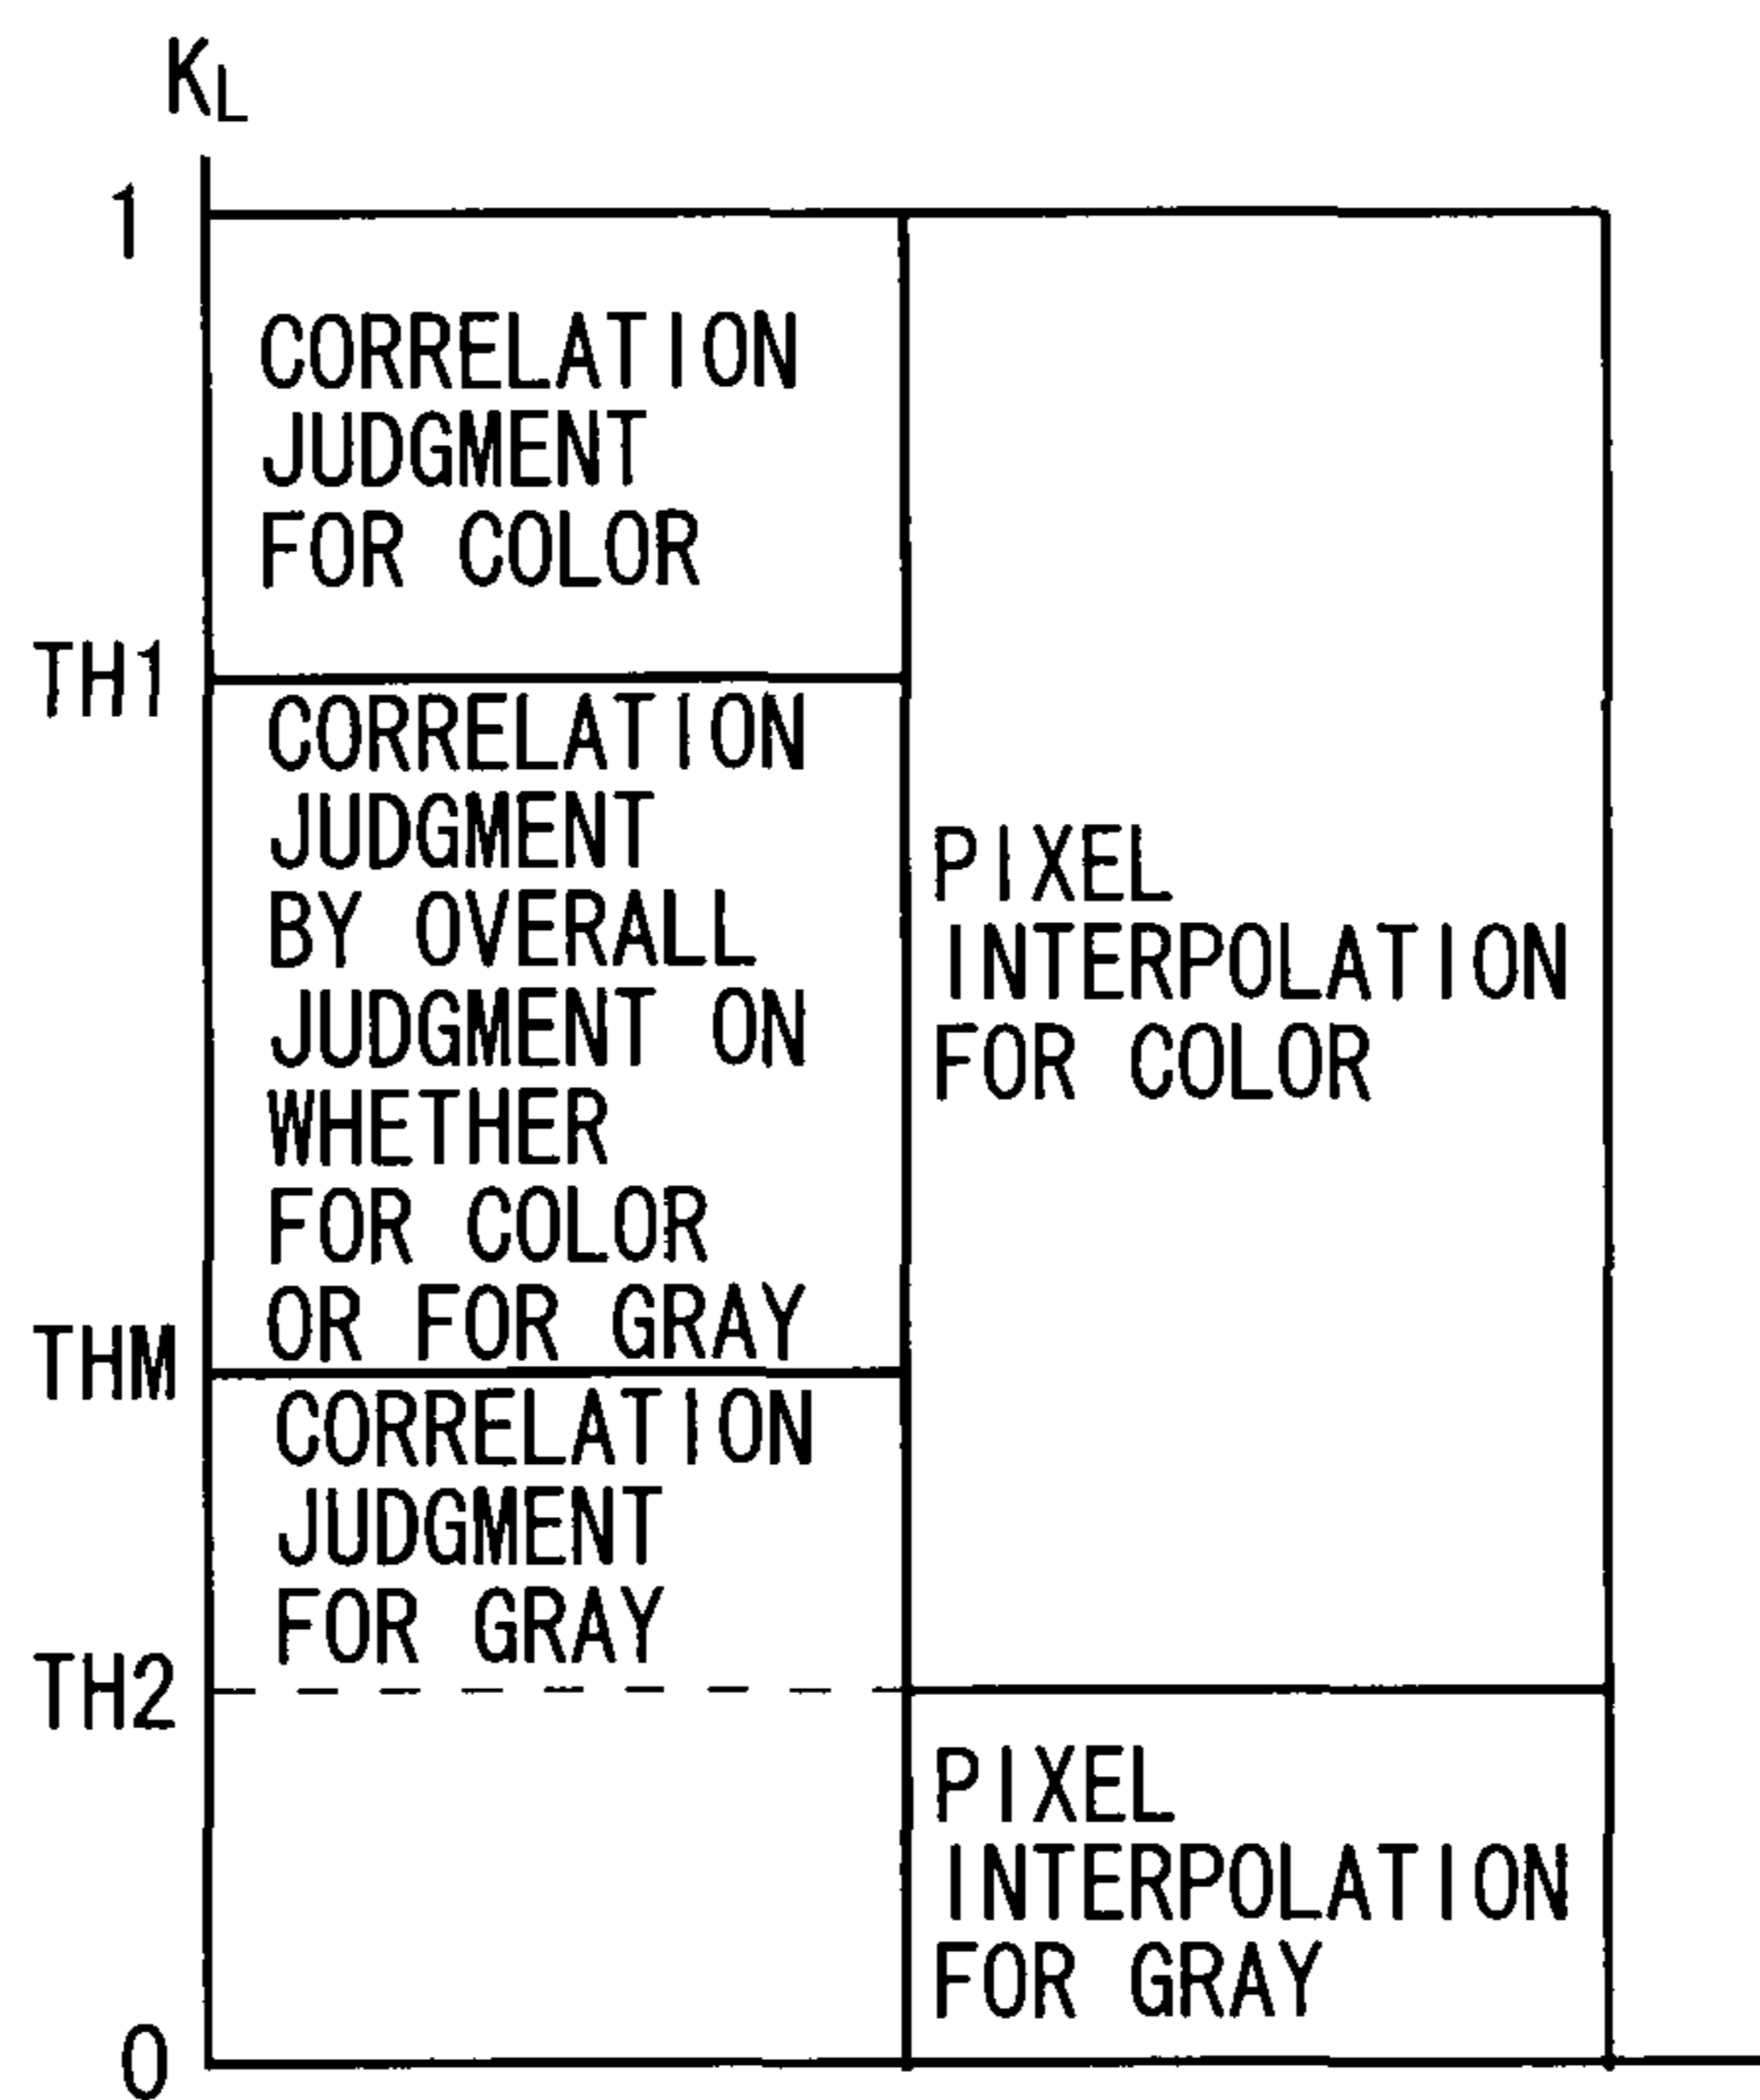 KL
1
CORRELATION
JUDGMENT
FOR COLOR
TH1
CORRELATION
JUDGMENT
BY OVERALL
JUDGMENT ON
WHETHER
FOR COLOR
OR FOR GRAY
THM
CORRELATION
JUDGMENT
FOR GRAY
TH2
0
PIXEL
INTERPOLATION
FOR COLOR
PIXEL
INTERPOLATION
FOR GRAY